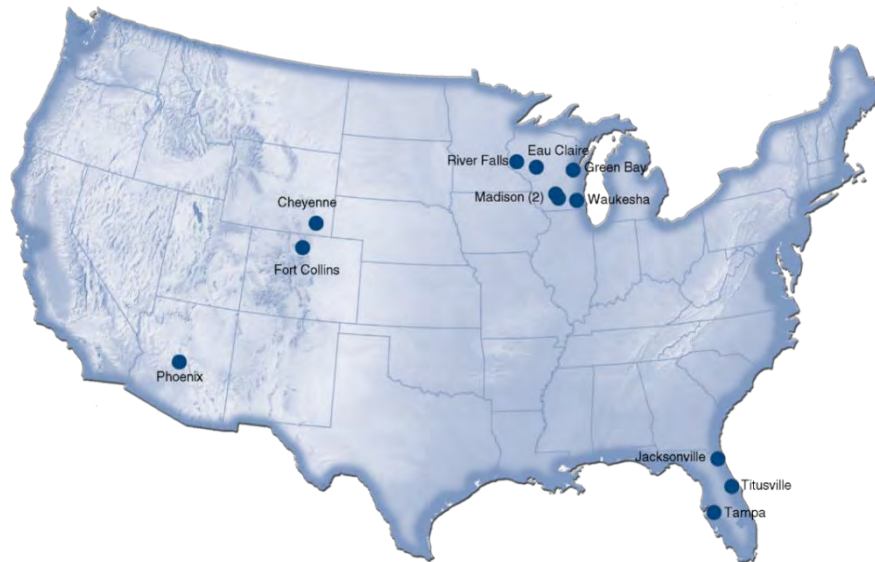 Eau Claire
River Falls
Green Bay
Madison (2)
Waukesha
Cheyenne
Fort Collins
Phoenix
Jacksonville
Titusville
Tampa